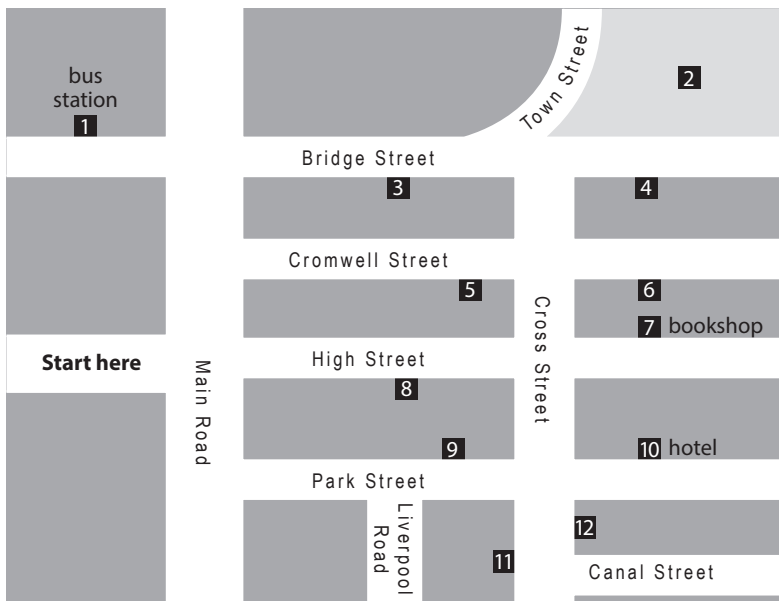 bus
station
1
2
Town Street
Bridge Street
3
4
Cromwell Street
5
6
Cross Street
7 bookshop
Start here
Main Road
High Street
8
9
10 hotel
Park Street
Liverpool
Road
11
12
Canal Street